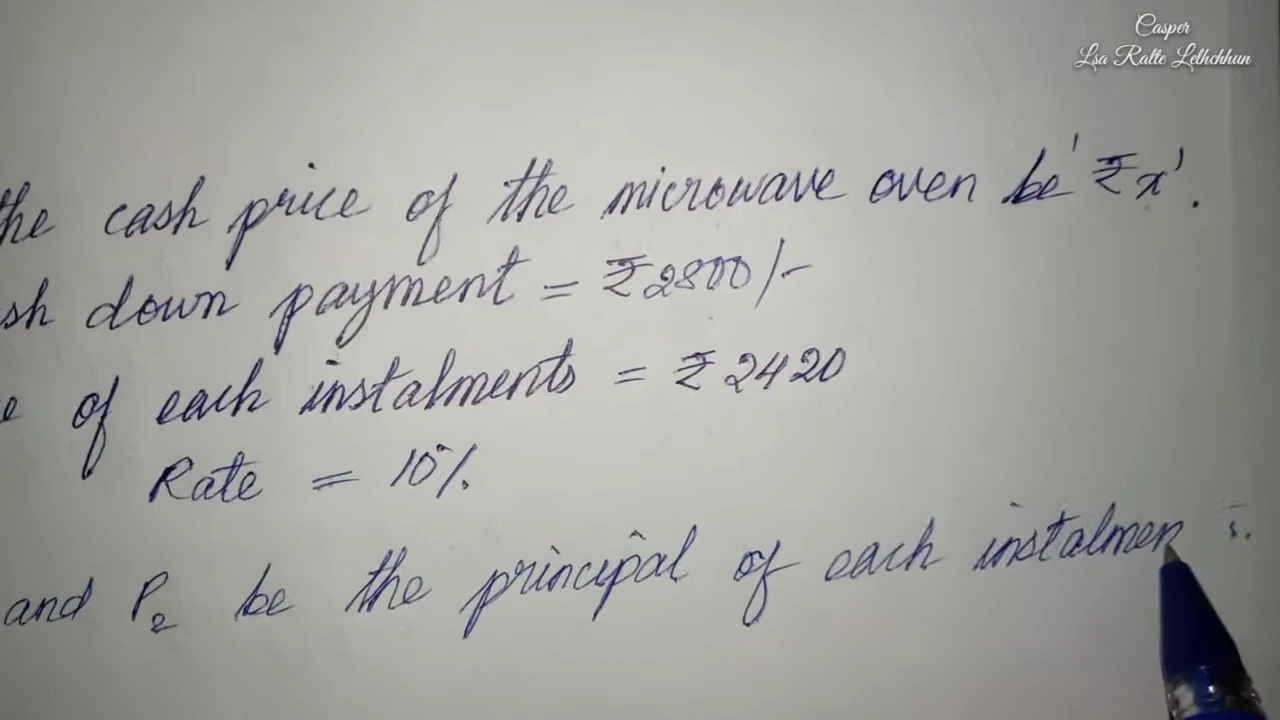 Casper
Lsa Ralte Lethchhun
he cash price of the microwave oven be '₹x'.
sh down payment = ₹2800/-
e of each instalments = ₹2420
Rate = 10%.
and P₂ be the principal of each instalmen s.